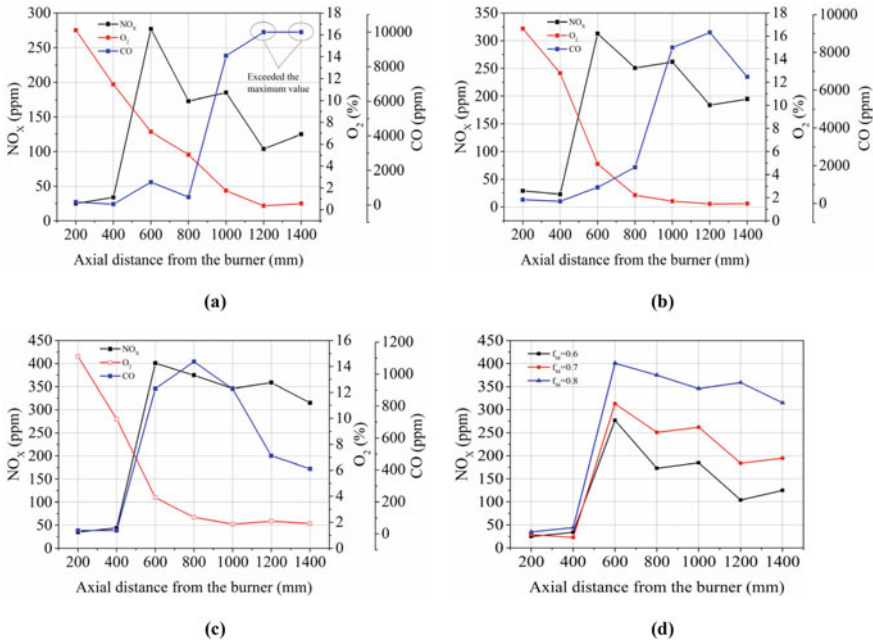 NOX (ppm)
300
250
200
150
100
50
0
NOX
O2
CO
Exceeded the
maximum value
18
16
14
12
10
8
6
4
2
0
O2 (%)
10000
8000
6000
4000
2000
0
CO (ppm)
200 400 600 800 1000 1200 1400
Axial distance from the burner (mm)
(a)
NOX (ppm)
350
300
250
200
150
100
50
0
NOX
O2
CO
18
16
14
12
10
8
6
4
2
0
O2 (%)
10000
8000
6000
4000
2000
0
CO (ppm)
200 400 600 800 1000 1200 1400
Axial distance from the burner (mm)
(b)
NOX (ppm)
450
400
350
300
250
200
150
100
50
0
NOX
O2
CO
16
14
12
10
8
6
4
2
0
O2 (%)
1200
1000
800
600
400
200
0
CO (ppm)
200 400 600 800 1000 1200 1400
Axial distance from the burner (mm)
(c)
NOX (ppm)
450
400
350
300
250
200
150
100
50
0
=0.6
=0.7
=0.8
200 400 600 800 1000 1200 1400
Axial distance from the burner (mm)
(d)